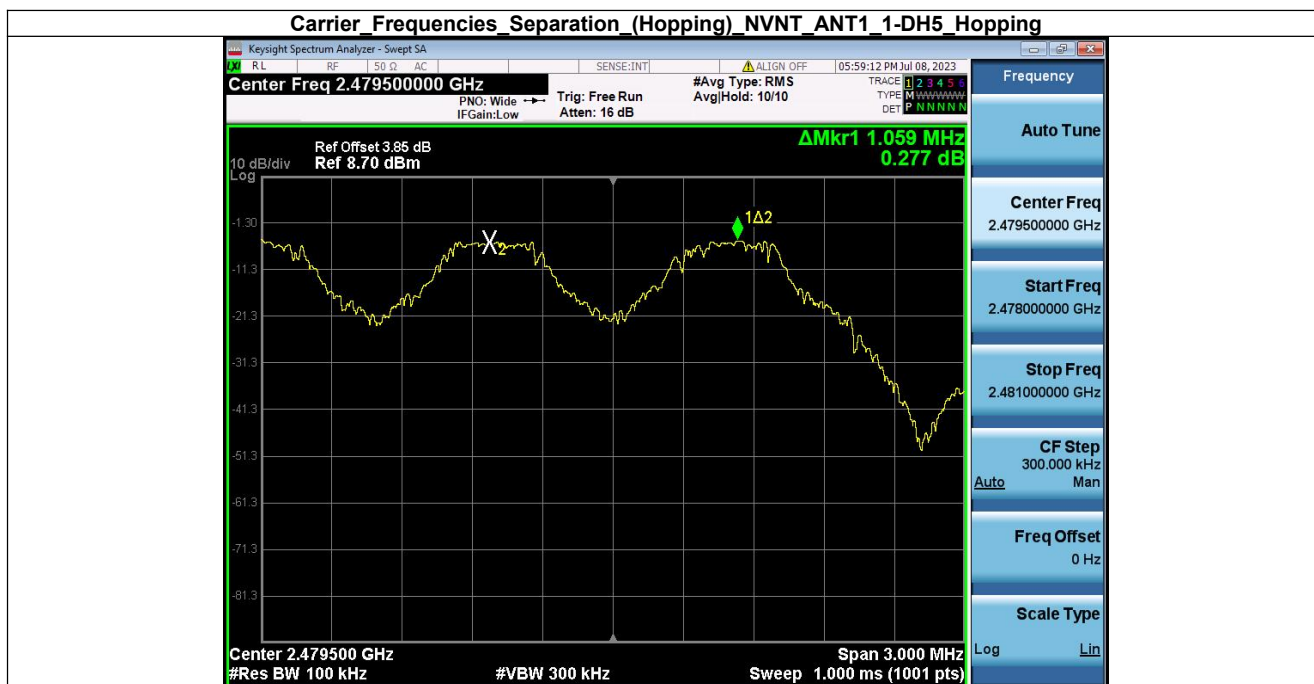 Carrier_Frequencies_Separation_(Hopping)_NVNT_ANT1_1-DH5_Hopping
Keysight Spectrum Analyzer - Swept SA
LXI RL RF 50 Ω AC SENSE:INT ALIGN OFF 05:59:12 PM Jul 08, 2023
Center Freq 2.479500000 GHz
#Avg Type: RMS
TRACE 1 2 3 4 5 6
PNO: Wide
Trig: Free Run
Avg|Hold: 10/10
TYPE M WWWWW
IFGain:Low
Atten: 16 dB
DET P N N N N N
ΔMkr1 1.059 MHz
0.277 dB
Ref Offset 3.85 dB
10 dB/div
Ref 8.70 dBm
Log
-1.30
-11.3
-21.3
-31.3
-41.3
-51.3
-61.3
-71.3
-81.3
X2
1Δ2
Center 2.479500 GHz
Span 3.000 MHz
#Res BW 100 kHz
#VBW 300 kHz
Sweep 1.000 ms (1001 pts)
Frequency
Auto Tune
Center Freq
2.479500000 GHz
Start Freq
2.478000000 GHz
Stop Freq
2.481000000 GHz
CF Step
300.000 kHz
Auto Man
Freq Offset
0 Hz
Scale Type
Log Lin